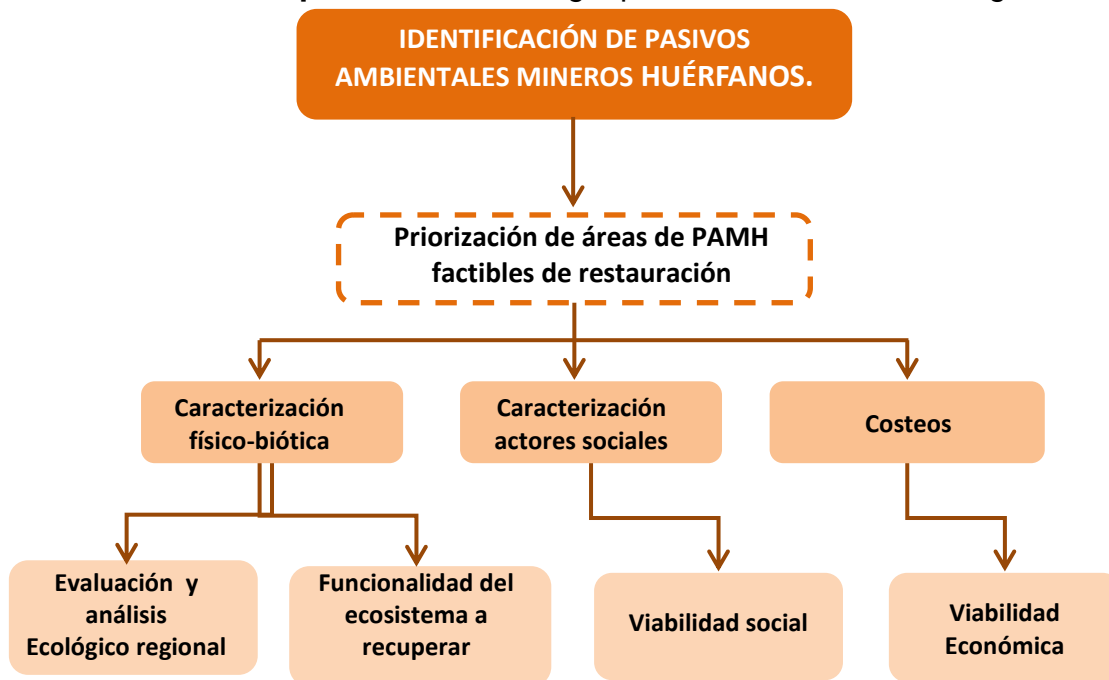 IDENTIFICACIÓN DE PASIVOS
AMBIENTALES MINEROS HUÉRFANOS.
Priorización de áreas de PAMH
factibles de restauración
Caracterización
físico-biótica
Caracterización
actores sociales
Costeos
Evaluación y
análisis
Ecológico regional
Funcionalidad del
ecosistema a
recuperar
Viabilidad social
Viabilidad
Económica